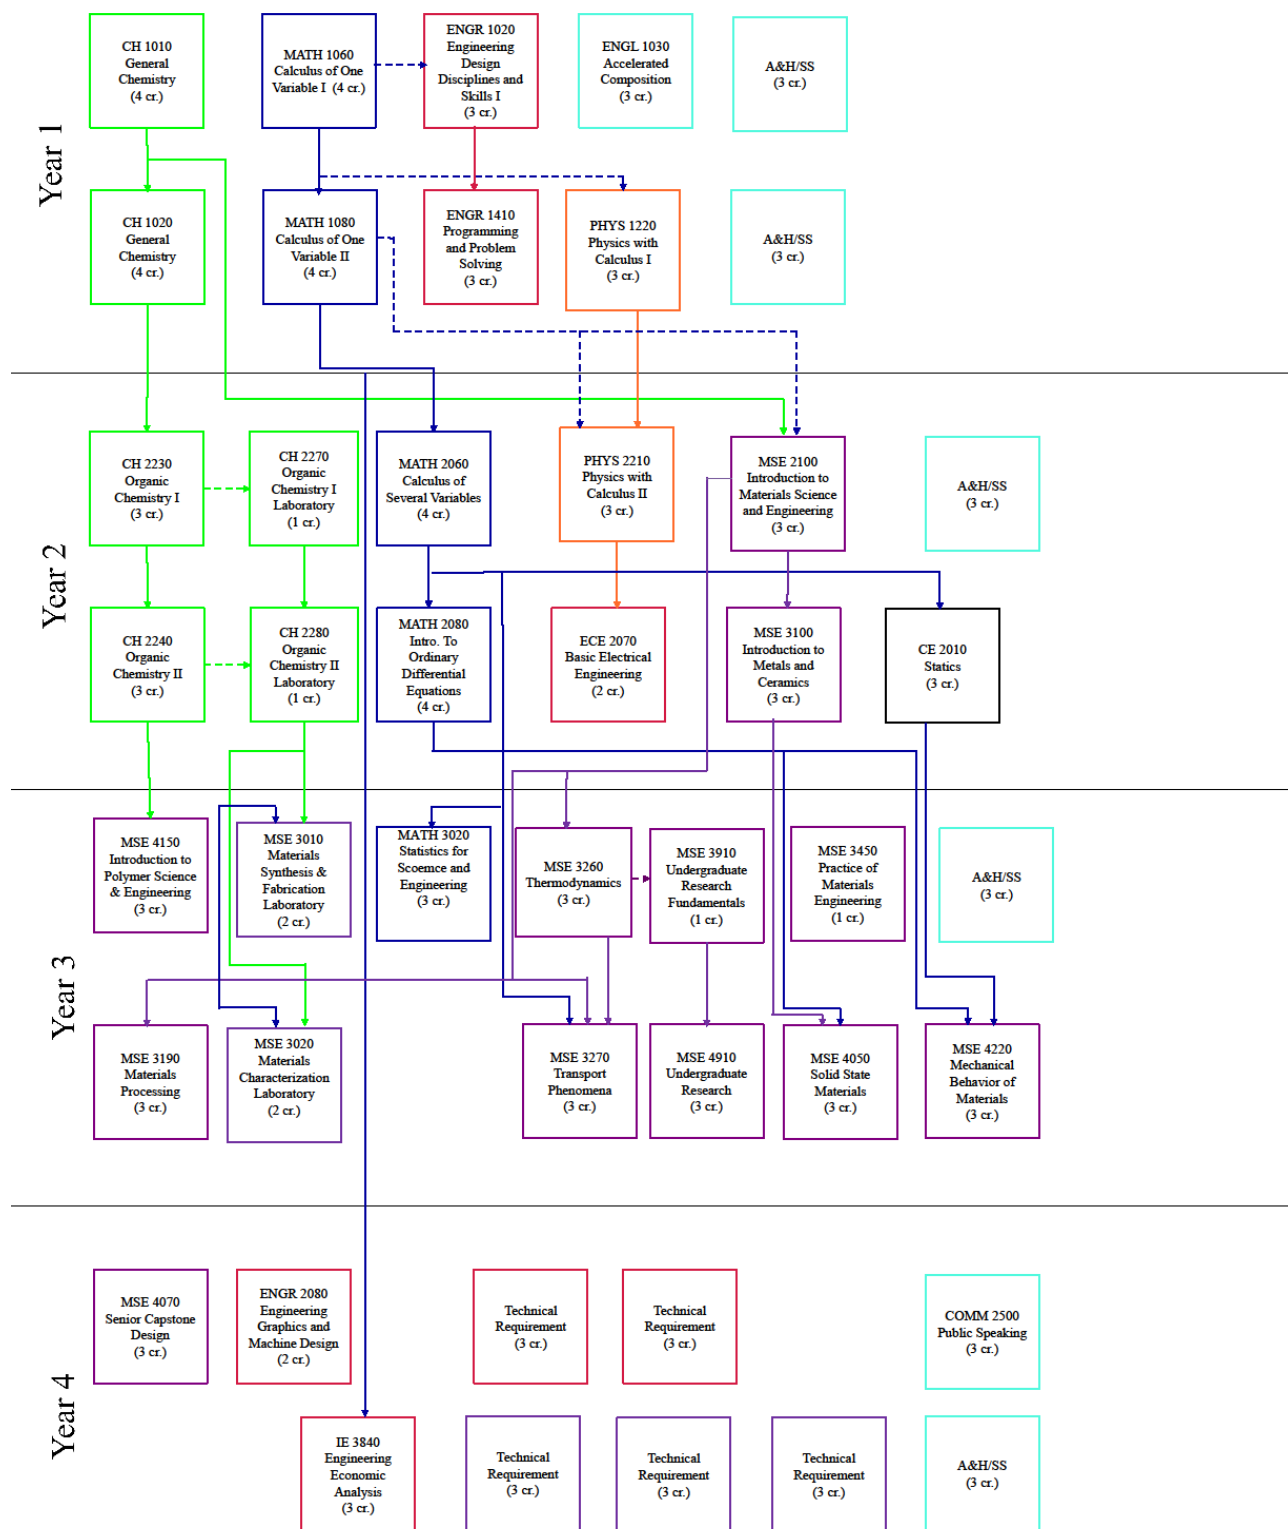 Year 1
CH 1010
General
Chemistry
(4 cr.)
MATH 1060
Calculus of One
Variable I (4 cr.)
ENGR 1020
Engineering
Design
Disciplines and
Skills I
(3 cr.)
ENGL 1030
Accelerated
Composition
(3 cr.)
A&H/SS
(3 cr.)
CH 1020
General
Chemistry
(4 cr.)
MATH 1080
Calculus of One
Variable II
(4 cr.)
ENGR 1410
Programming
and Problem
Solving
(3 cr.)
PHYS 1220
Physics with
Calculus I
(3 cr.)
A&H/SS
(3 cr.)
Year 2
CH 2230
Organic
Chemistry I
(3 cr.)
CH 2270
Organic
Chemistry I
Laboratory
(1 cr.)
MATH 2060
Calculus of
Several Variables
(4 cr.)
PHYS 2210
Physics with
Calculus II
(3 cr.)
MSE 2100
Introduction to
Materials Science
and Engineering
(3 cr.)
A&H/SS
(3 cr.)
CH 2240
Organic
Chemistry II
(3 cr.)
CH 2280
Organic
Chemistry II
Laboratory
(1 cr.)
MATH 2080
Intro. To
Ordinary
Differential
Equations
(4 cr.)
ECE 2070
Basic Electrical
Engineering
(2 cr.)
MSE 3100
Introduction to
Metals and
Ceramics
(3 cr.)
CE 2010
Statics
(3 cr.)
Year 3
MSE 4150
Introduction to
Polymer Science
& Engineering
(3 cr.)
MSE 3010
Materials
Synthesis &
Fabrication
Laboratory
(2 cr.)
MATH 3020
Statistics for
Scoemce and
Engineering
(3 cr.)
MSE 3260
Thermodynamics
(3 cr.)
MSE 3910
Undergraduate
Research
Fundamentals
(1 cr.)
MSE 3450
Practice of
Materials
Engineering
(1 cr.)
A&H/SS
(3 cr.)
MSE 3190
Materials
Processing
(3 cr.)
MSE 3020
Materials
Characterization
Laboratory
(2 cr.)
MSE 3270
Transport
Phenomena
(3 cr.)
MSE 4910
Undergraduate
Research
(3 cr.)
MSE 4050
Solid State
Materials
(3 cr.)
MSE 4220
Mechanical
Behavior of
Materials
(3 cr.)
Year 4
MSE 4070
Senior Capstone
Design
(3 cr.)
ENGR 2080
Engineering
Graphics and
Machine Design
(2 cr.)
Technical
Requirement
(3 cr.)
Technical
Requirement
(3 cr.)
COMM 2500
Public Speaking
(3 cr.)
IE 3840
Engineering
Economic
Analysis
(3 cr.)
Technical
Requirement
(3 cr.)
Technical
Requirement
(3 cr.)
Technical
Requirement
(3 cr.)
A&H/SS
(3 cr.)